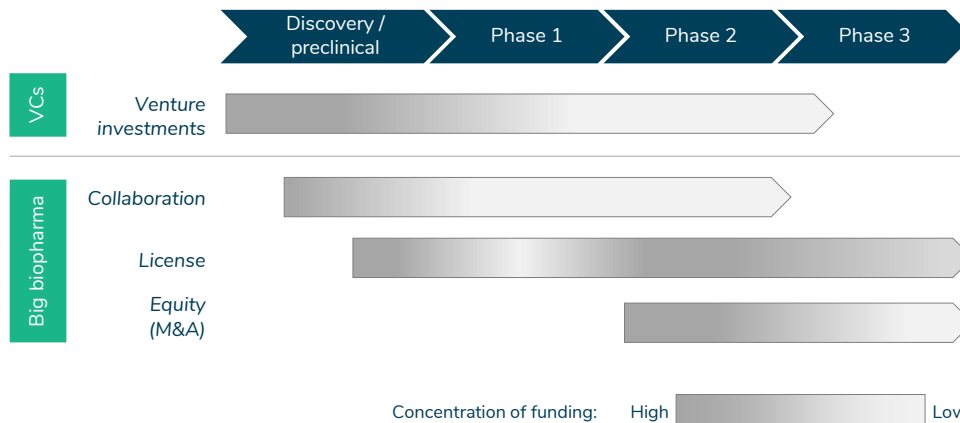 Discovery /
preclinical
Phase 1
Phase 2
Phase 3
VCs
Venture
investments
Big biopharma
Collaboration
License
Equity
(M&A)
Concentration of funding:
High